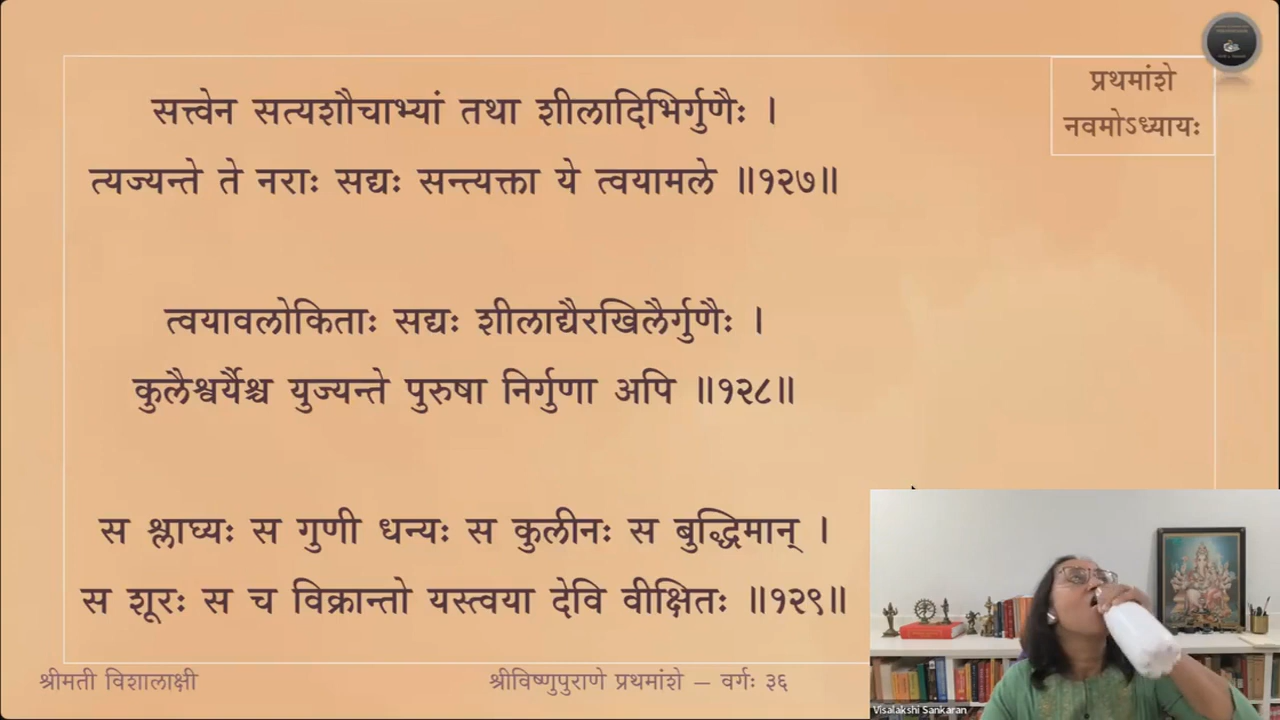 सत्त्वेन सत्यशौचाभ्यां तथा शीलादिभिर्गुणैः ।
त्यज्यन्ते ते नराः सद्यः सन्त्यक्ता ये त्वयामले ॥१२७॥
त्वयावलोकिताः सद्यः शीलाद्यैरखिलैर्गुणैः ।
कुलैश्वर्यैश्च युज्यन्ते पुरुषा निर्गुणा अपि ॥१२८॥
स श्लाघ्यः स गुणी धन्यः स कुलीनः स बुद्धिमान् ।
स शूरः स च विक्रान्तो यस्त्वया देवि वीक्षितः ॥१२९॥
प्रथमांशे
नवमोऽध्यायः
श्रीमती विशालाक्षी
श्रीविष्णुपुराणे प्रथमांशे – वर्गः ३६
Visalakshi Sankaran